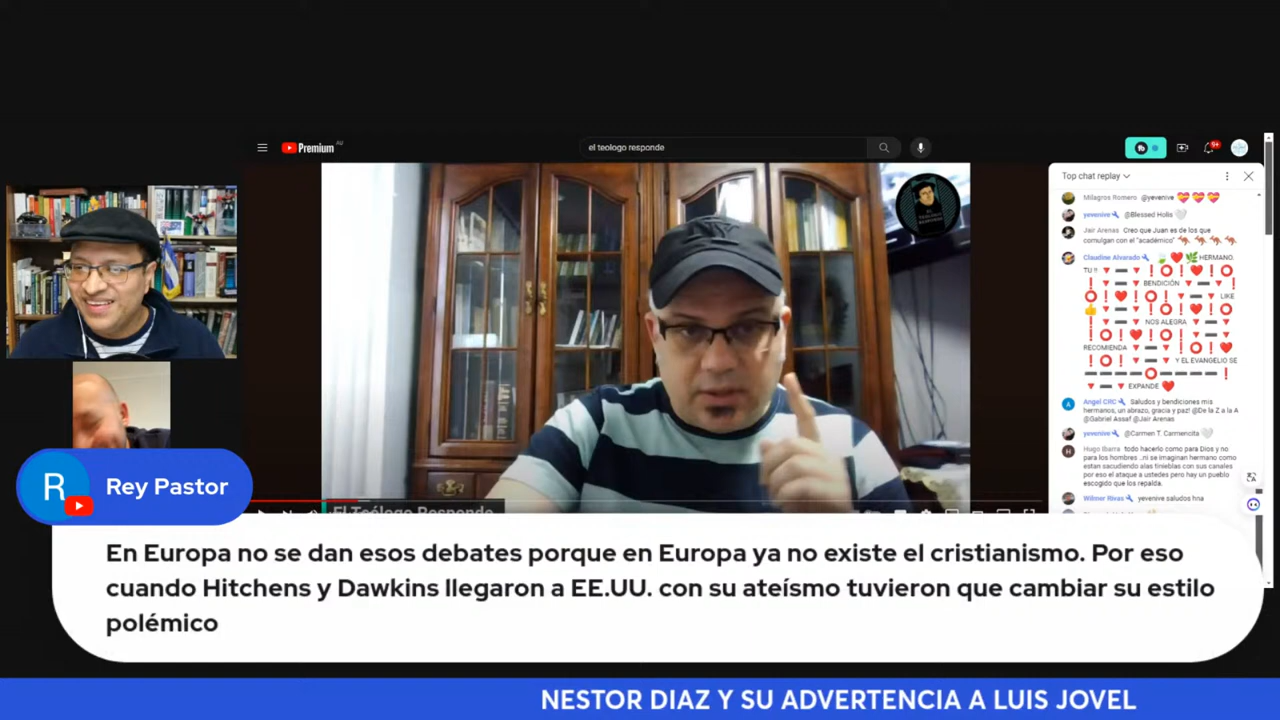 Premium
AU
el teologo responde
9+
Top chat replay
EL TEOLOGO RESPONDE
Milagros Romero @yevenive 💝💝💝
yevenive @Blessed Holis 🤍
Jair Arenas Creo que Juan es de los que
comulgan con el "académico"
Claudine Alvarado HERMANO.
TU !!
BENDICIÓN
LIKE
NOS ALEGRA
RECOMIENDA
Y EL EVANGELIO SE
EXPANDE ❤️
Angel CRC Saludos y bendiciones mis
hermanos, un abrazo, gracia y paz! @De la Z a la A
@Gabriel Assaf @Jair Arenas
yevenive @Carmen T. Carmencita 🤍
Hugo Ibarra todo hacerlo como para Dios y no
para los hombres .ni se imaginan hermano como
estan sacudiendo alas tinieblas con sus canales
por eso el ataque a ustedes pero hay un pueblo
escogido que los repalda.
Wilmer Rivas yevenive saludos hna
El Teólogo Responde
R
Rey Pastor
En Europa no se dan esos debates porque en Europa ya no existe el cristianismo. Por eso
cuando Hitchens y Dawkins llegaron a EE.UU. con su ateísmo tuvieron que cambiar su estilo
polémico
NESTOR DIAZ Y SU ADVERTENCIA A LUIS JOVEL